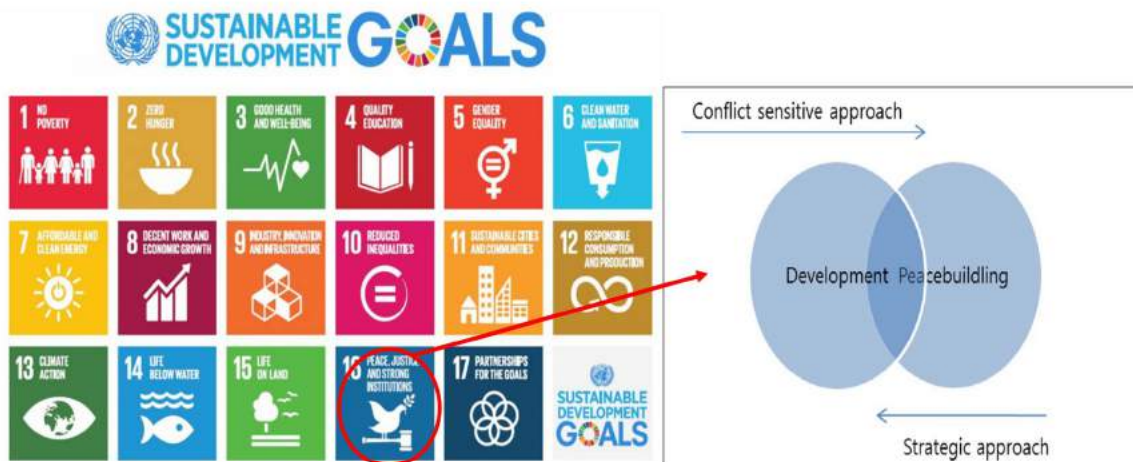 SUSTAINABLE
DEVELOPMENT
GOALS
1 NO
POVERTY
2 ZERO
HUNGER
3 GOOD HEALTH
AND WELL-BEING
4 QUALITY
EDUCATION
5 GENDER
EQUALITY
6 CLEAN WATER
AND SANITATION
7 AFFORDABLE AND
CLEAN ENERGY
8 DECENT WORK AND
ECONOMIC GROWTH
9 INDUSTRY, INNOVATION
AND INFRASTRUCTURE
10 REDUCED
INEQUALITIES
11 SUSTAINABLE CITIES
AND COMMUNITIES
12 RESPONSIBLE
CONSUMPTION
AND PRODUCTION
13 CLIMATE
ACTION
14 LIFE
BELOW WATER
15 LIFE
ON LAND
16 PEACE, JUSTICE
AND STRONG
INSTITUTIONS
17 PARTNERSHIPS
FOR THE GOALS
SUSTAINABLE
DEVELOPMENT
GOALS
Conflict sensitive approach
Development Peacebuildling
Strategic approach